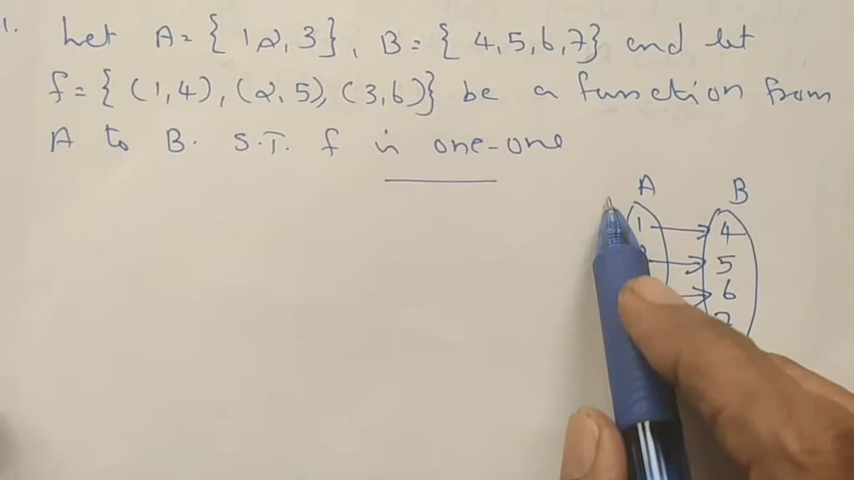 1. Let A = { 1, 2, 3 }, B = { 4, 5, 6, 7 } and let
f = { (1, 4), (2, 5), (3, 6) } be a function from
A to B. S.T. f is one-one
A B
1 4
5
6
7